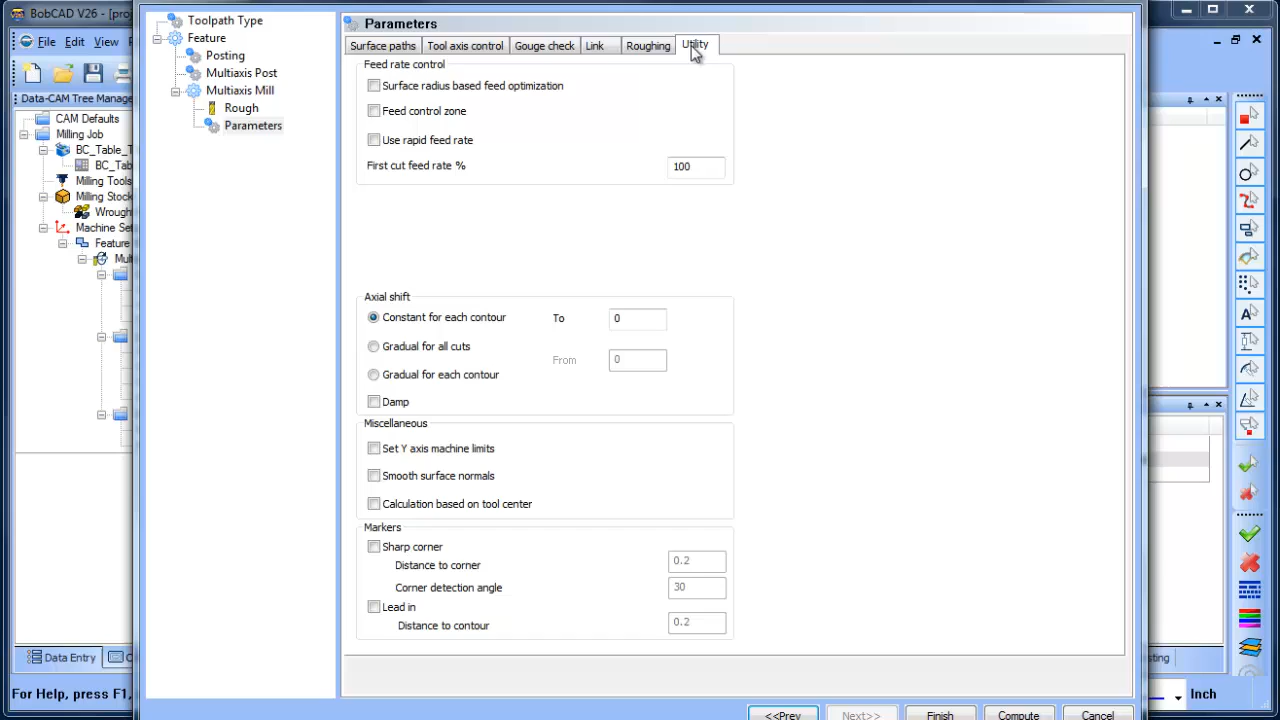 BobCAD V26 - [pro
File Edit View
Data-CAM Tree Manage
CAM Defaults
Milling Job
BC_Table_T
BC_Tab
Milling Tools
Milling Stock
Wrough
Machine Set
Feature
Mul
Data Entry
For Help, press F1,
Toolpath Type
Feature
Posting
Multiaxis Post
Multiaxis Mill
Rough
Parameters
Parameters
Surface paths Tool axis control Gouge check Link Roughing Utility
Feed rate control
Surface radius based feed optimization
Feed control zone
Use rapid feed rate
First cut feed rate % 100
Axial shift
Constant for each contour To 0
Gradual for all cuts
From 0
Gradual for each contour
Damp
Miscellaneous
Set Y axis machine limits
Smooth surface normals
Calculation based on tool center
Markers
Sharp corner
Distance to corner 0.2
Corner detection angle 30
Lead in
Distance to contour 0.2
<<Prev Next>> Finish Compute Cancel
sting
Inch